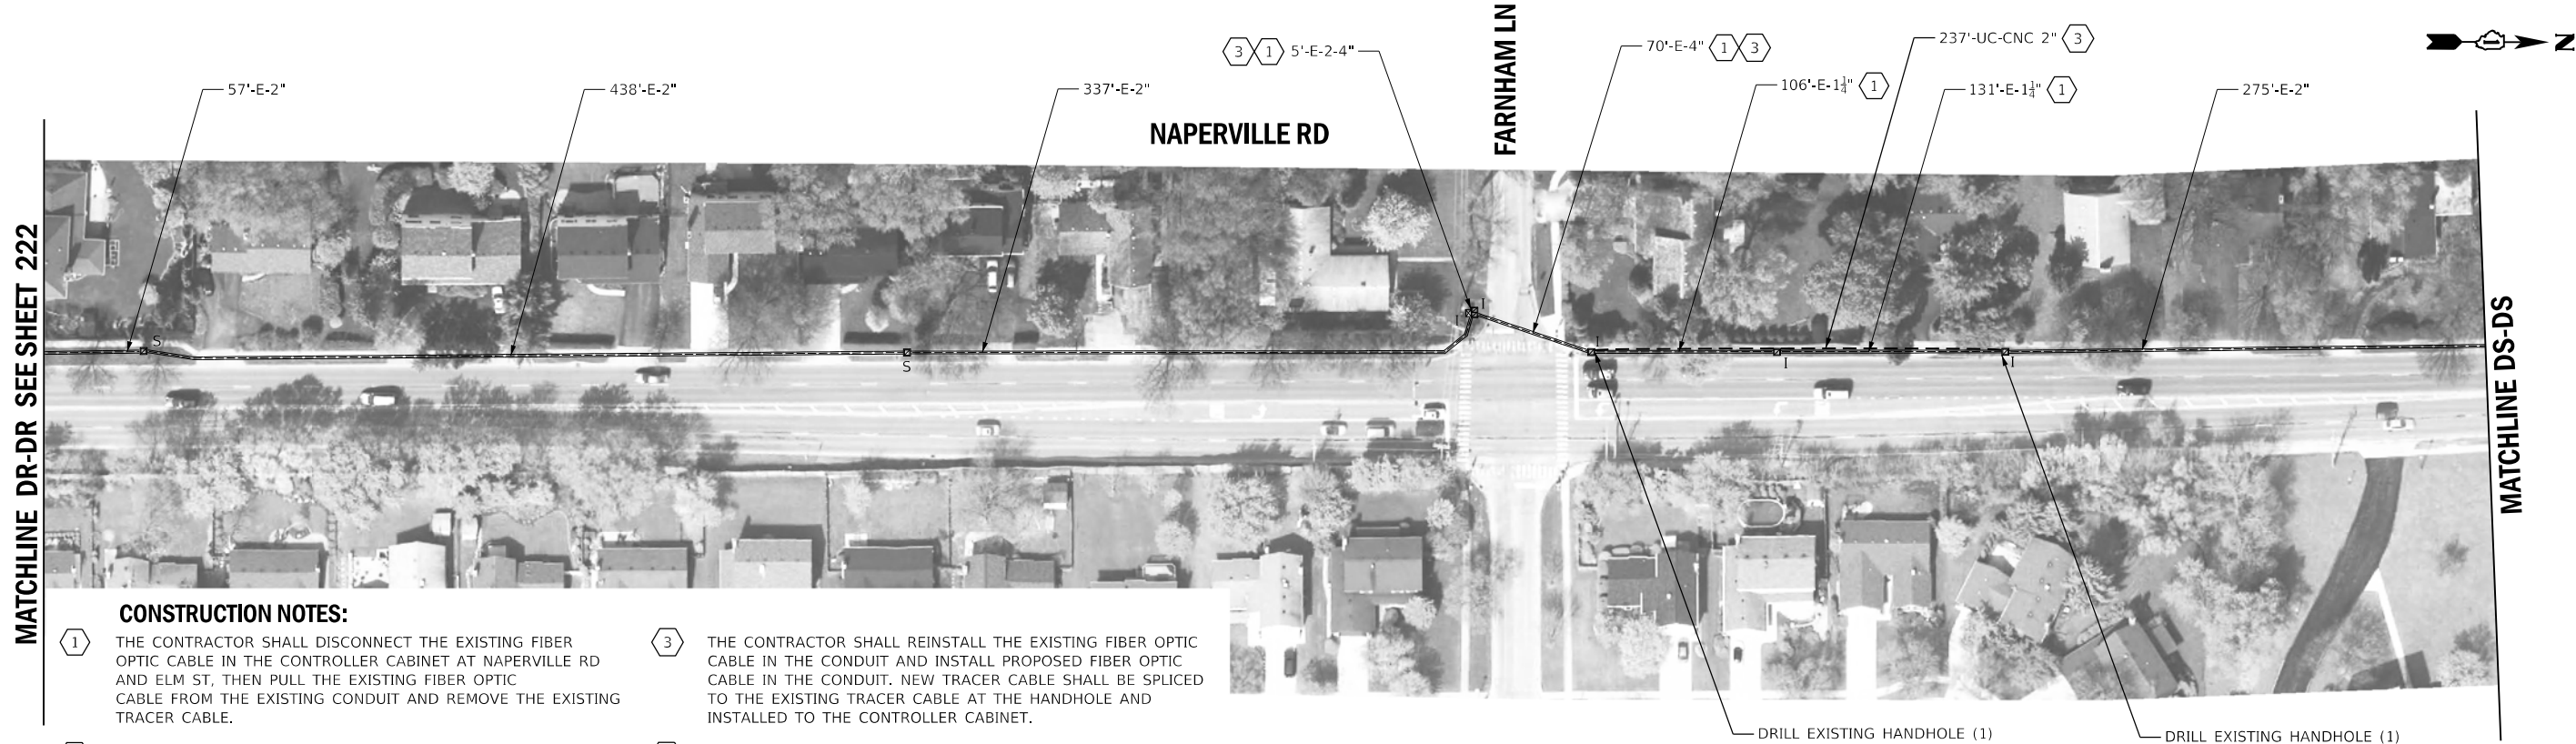 3 1 5'-E-2-4"
FARNHAM LN
70'-E-4" 1 3
237'-UC-CNC 2" 3
N
57'-E-2"
438'-E-2"
337'-E-2"
106'-E-1¼" 1
131'-E-1¼" 1
275'-E-2"
NAPERVILLE RD
MATCHLINE DR-DR SEE SHEET 222
S
S
I
I
I
I
I
MATCHLINE DS-DS
CONSTRUCTION NOTES:
1 THE CONTRACTOR SHALL DISCONNECT THE EXISTING FIBER
OPTIC CABLE IN THE CONTROLLER CABINET AT NAPERVILLE RD
AND ELM ST, THEN PULL THE EXISTING FIBER OPTIC
CABLE FROM THE EXISTING CONDUIT AND REMOVE THE EXISTING
TRACER CABLE.
3 THE CONTRACTOR SHALL REINSTALL THE EXISTING FIBER OPTIC
CABLE IN THE CONDUIT AND INSTALL PROPOSED FIBER OPTIC
CABLE IN THE CONDUIT. NEW TRACER CABLE SHALL BE SPLICED
TO THE EXISTING TRACER CABLE AT THE HANDHOLE AND
INSTALLED TO THE CONTROLLER CABINET.
DRILL EXISTING HANDHOLE (1)
DRILL EXISTING HANDHOLE (1)